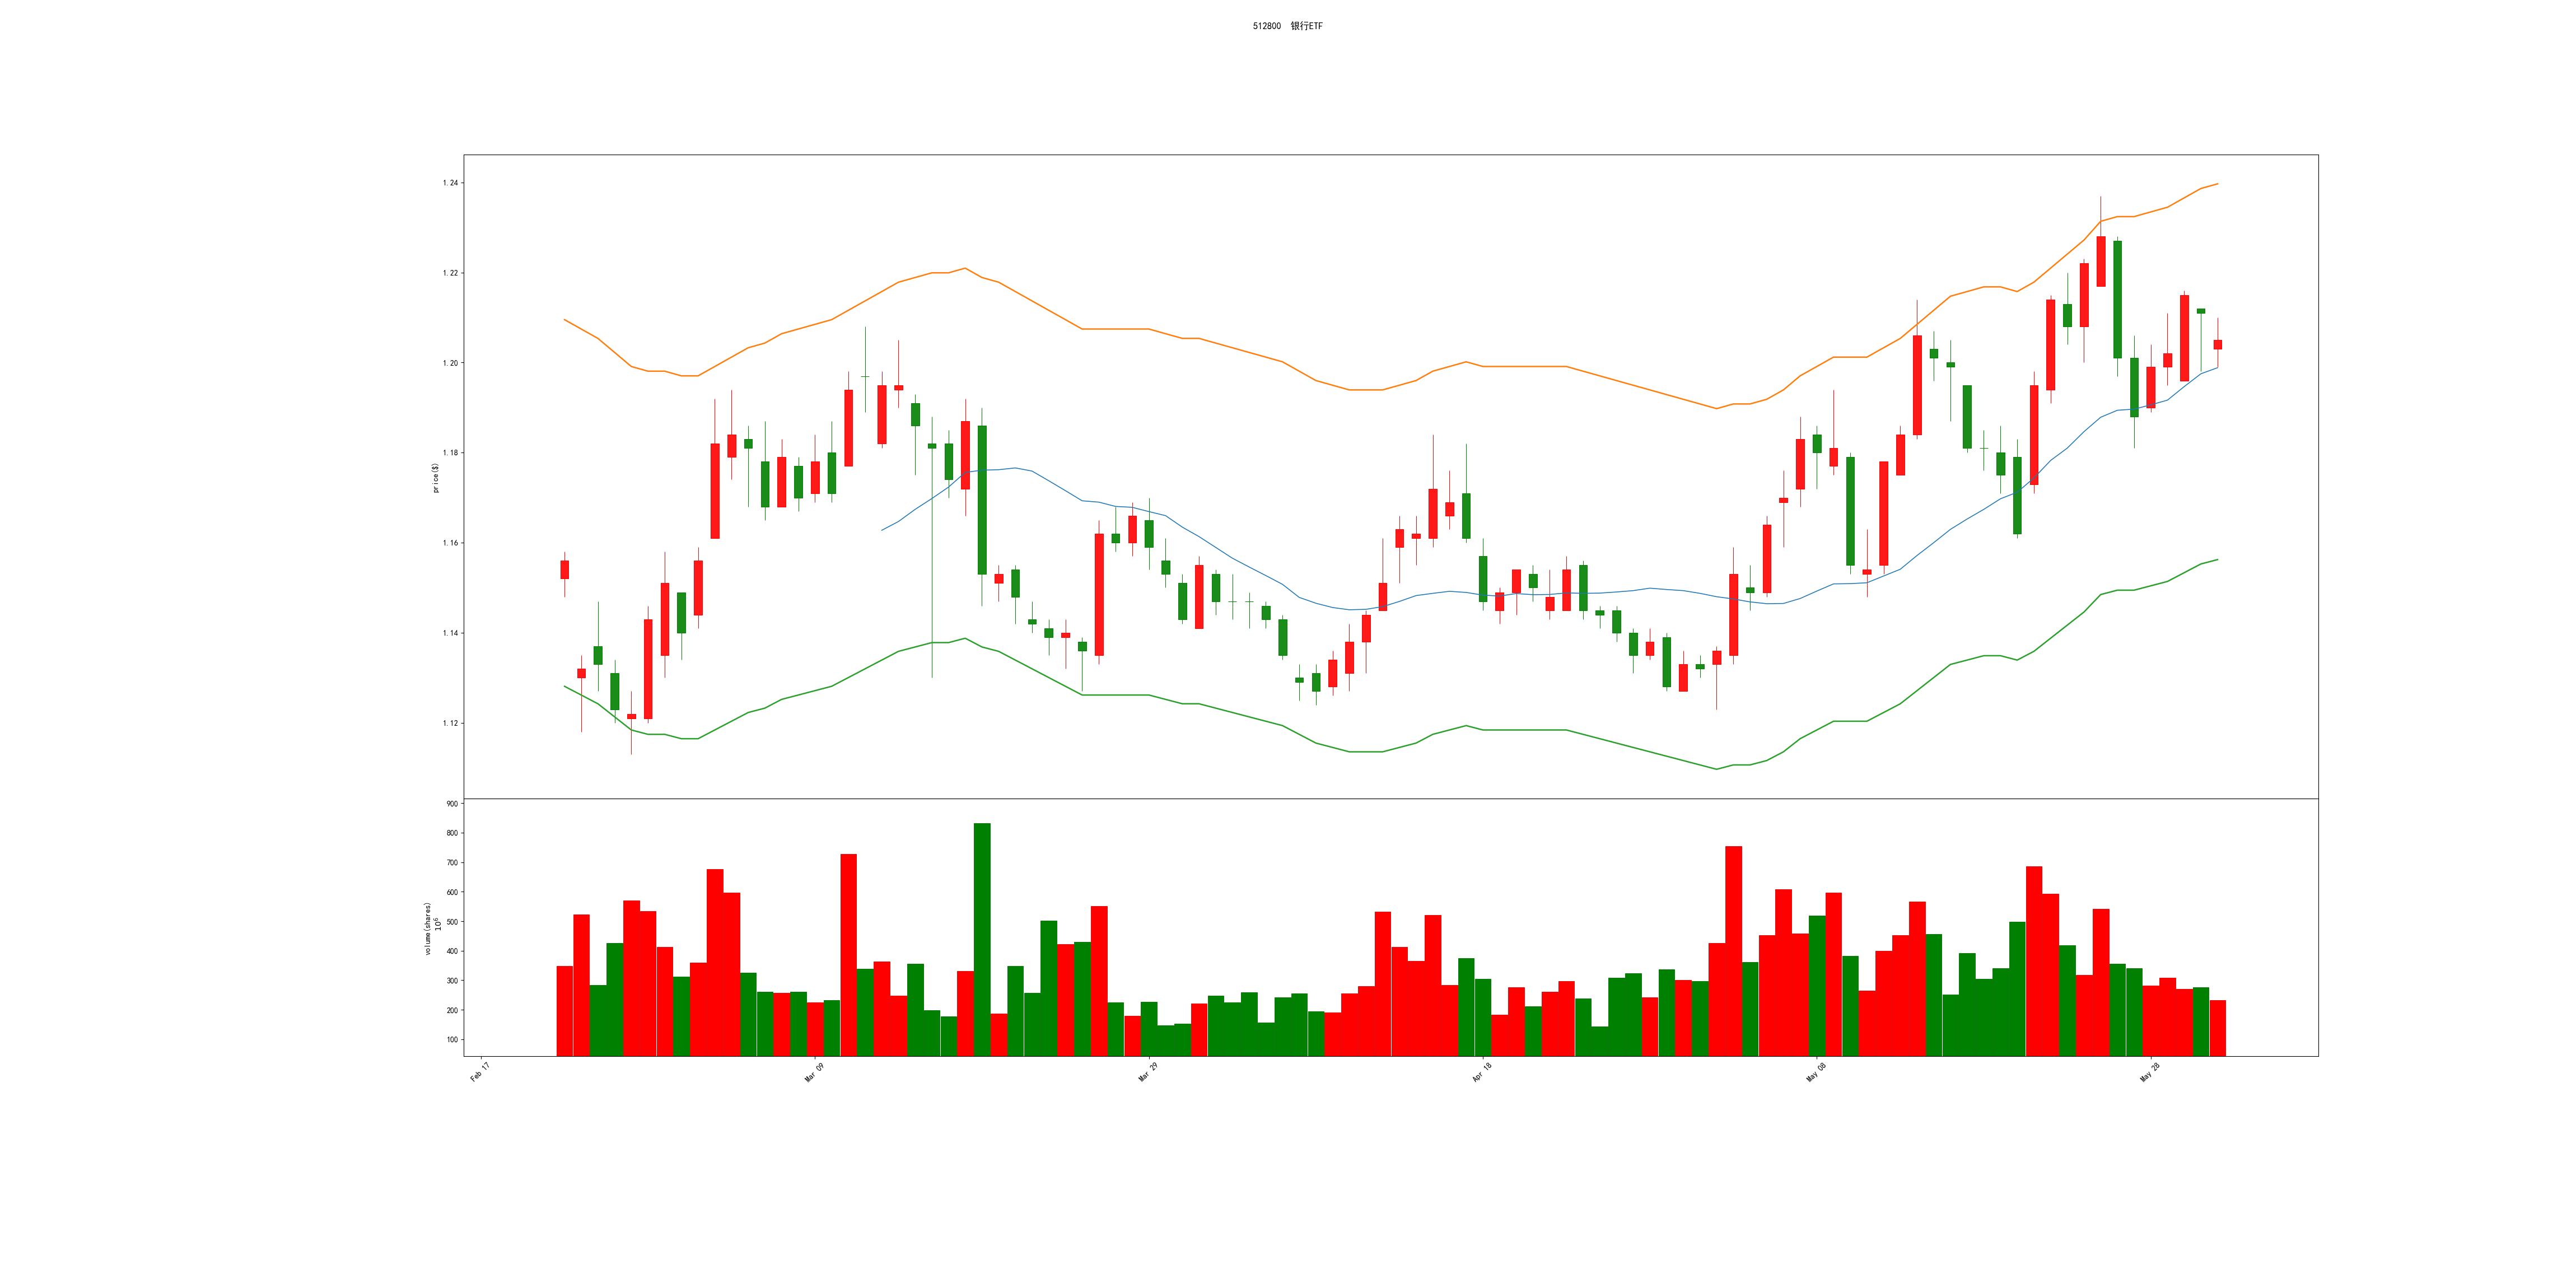 512800 银行ETF
price($)
1.24
1.22
1.20
1.18
1.16
1.14
1.12
volume(shares)
10^6
900
800
700
600
500
400
300
200
100
Feb 17
Mar 09
Mar 29
Apr 18
May 08
May 28